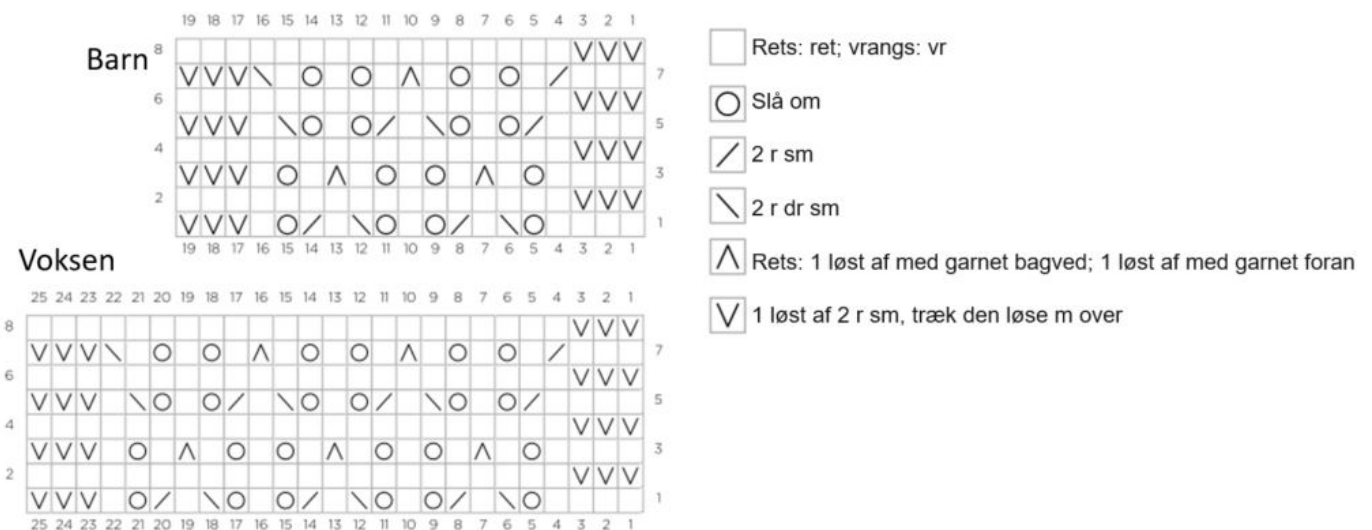 19 18 17 16 15 14 13 12 11 10 9 8 7 6 5 4 3 2 1
Barn
8
7
6
5
4
3
2
1
19 18 17 16 15 14 13 12 11 10 9 8 7 6 5 4 3 2 1
Voksen
25 24 23 22 21 20 19 18 17 16 15 14 13 12 11 10 9 8 7 6 5 4 3 2 1
8
7
6
5
4
3
2
1
25 24 23 22 21 20 19 18 17 16 15 14 13 12 11 10 9 8 7 6 5 4 3 2 1
Rets: ret; vrangs: vr
Slå om
2 r sm
2 r dr sm
Rets: 1 løst af med garnet bagved; 1 løst af med garnet foran
1 løst af 2 r sm, træk den løse m over